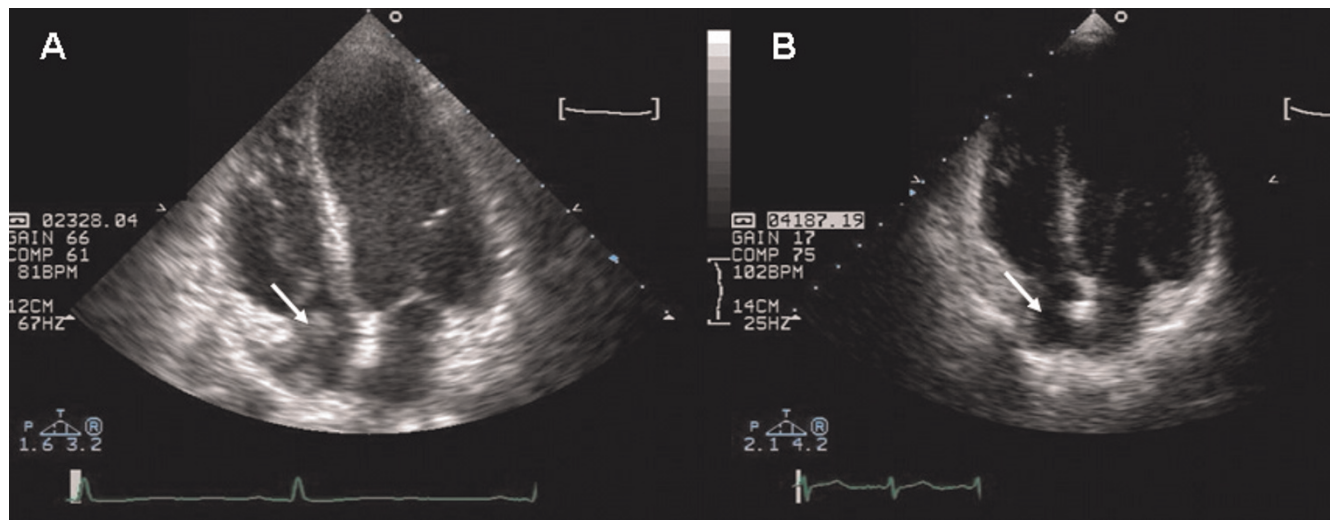 A
02328.04
GAIN 66
COMP 61
81BPM
12CM
67HZ
P T R
1.6 3.2
B
04187.19
GAIN 17
COMP 75
102BPM
14CM
25HZ
P T R
2.1 4.2